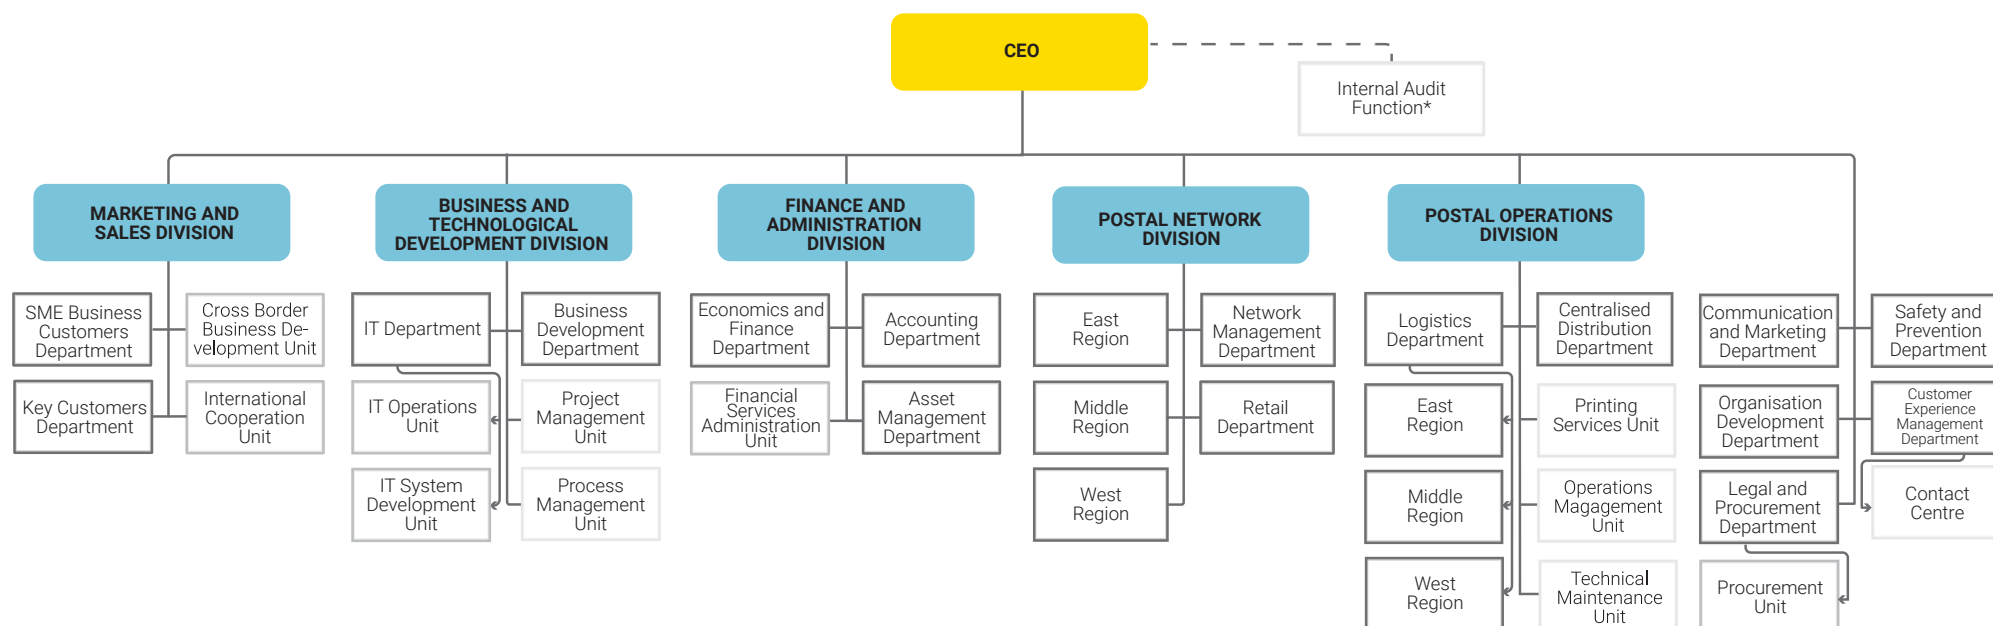 CEO
Internal Audit
Function*
MARKETING AND
SALES DIVISION
BUSINESS AND
TECHNOLOGICAL
DEVELOPMENT DIVISION
FINANCE AND
ADMINISTRATION
DIVISION
POSTAL NETWORK
DIVISION
POSTAL OPERATIONS
DIVISION
SME Business
Customers
Department
Cross Border
Business De-
velopment Unit
Key Customers
Department
International
Cooperation
Unit
IT Department
Business
Development
Department
IT Operations
Unit
Project
Management
Unit
IT System
Development
Unit
Process
Management
Unit
Economics and
Finance
Department
Accounting
Department
Financial
Services
Administration
Unit
Asset
Management
Department
East
Region
Network
Management
Department
Middle
Region
Retail
Department
West
Region
Logistics
Department
Centralised
Distribution
Department
East
Region
Printing
Services Unit
Middle
Region
Operations
Magagement
Unit
West
Region
Technical
Maintenance
Unit
Communication
and Marketing
Department
Safety and
Prevention
Department
Organisation
Development
Department
Customer
Experience
Management
Department
Legal and
Procurement
Department
Contact
Centre
Procurement
Unit